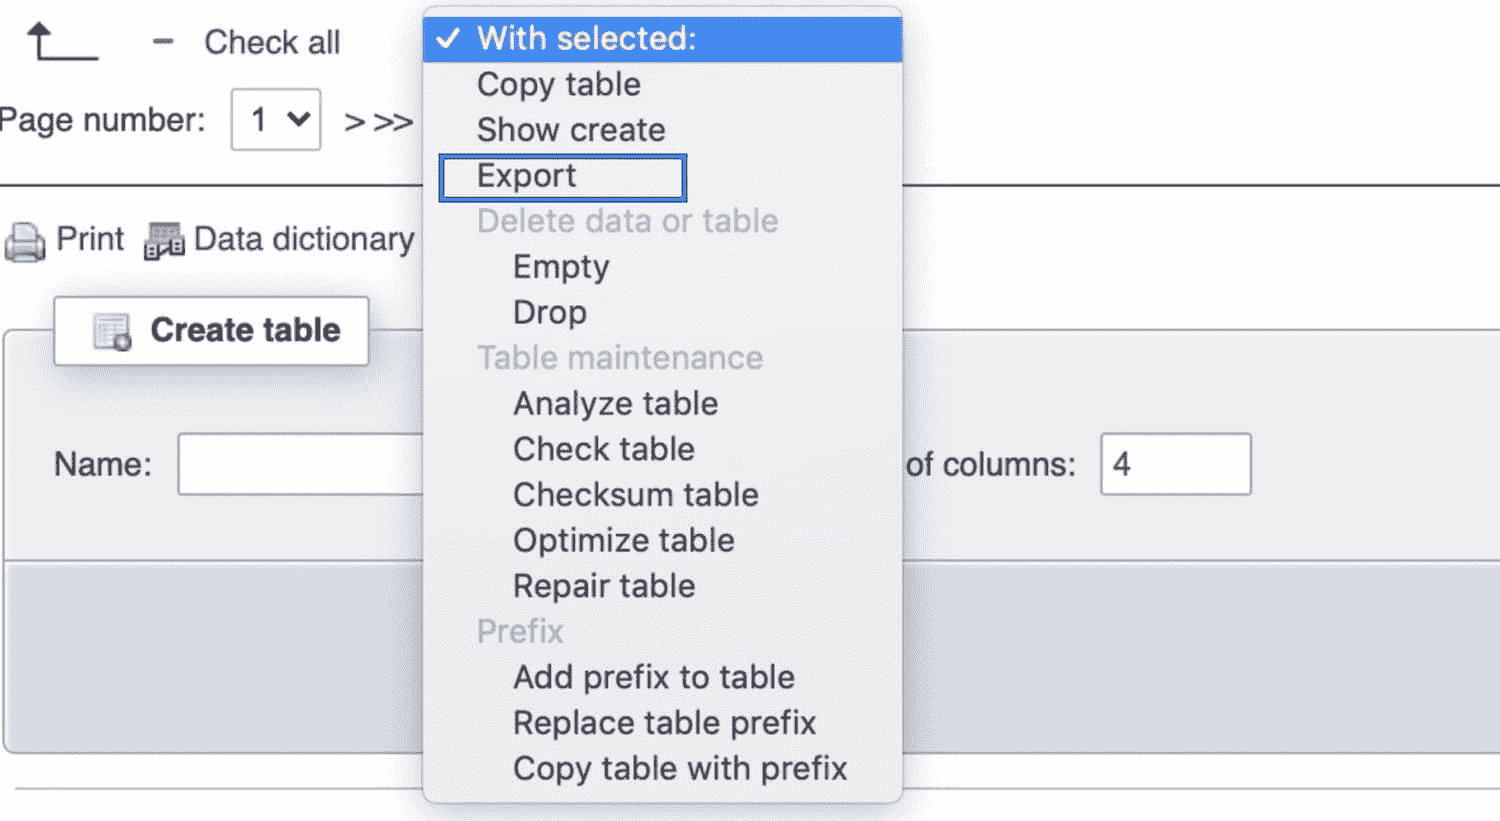 Check all
Page number: 1 > >>
Print Data dictionary
Create table
Name:
of columns: 4
✓ With selected:
Copy table
Show create
Export
Delete data or table
Empty
Drop
Table maintenance
Analyze table
Check table
Checksum table
Optimize table
Repair table
Prefix
Add prefix to table
Replace table prefix
Copy table with prefix